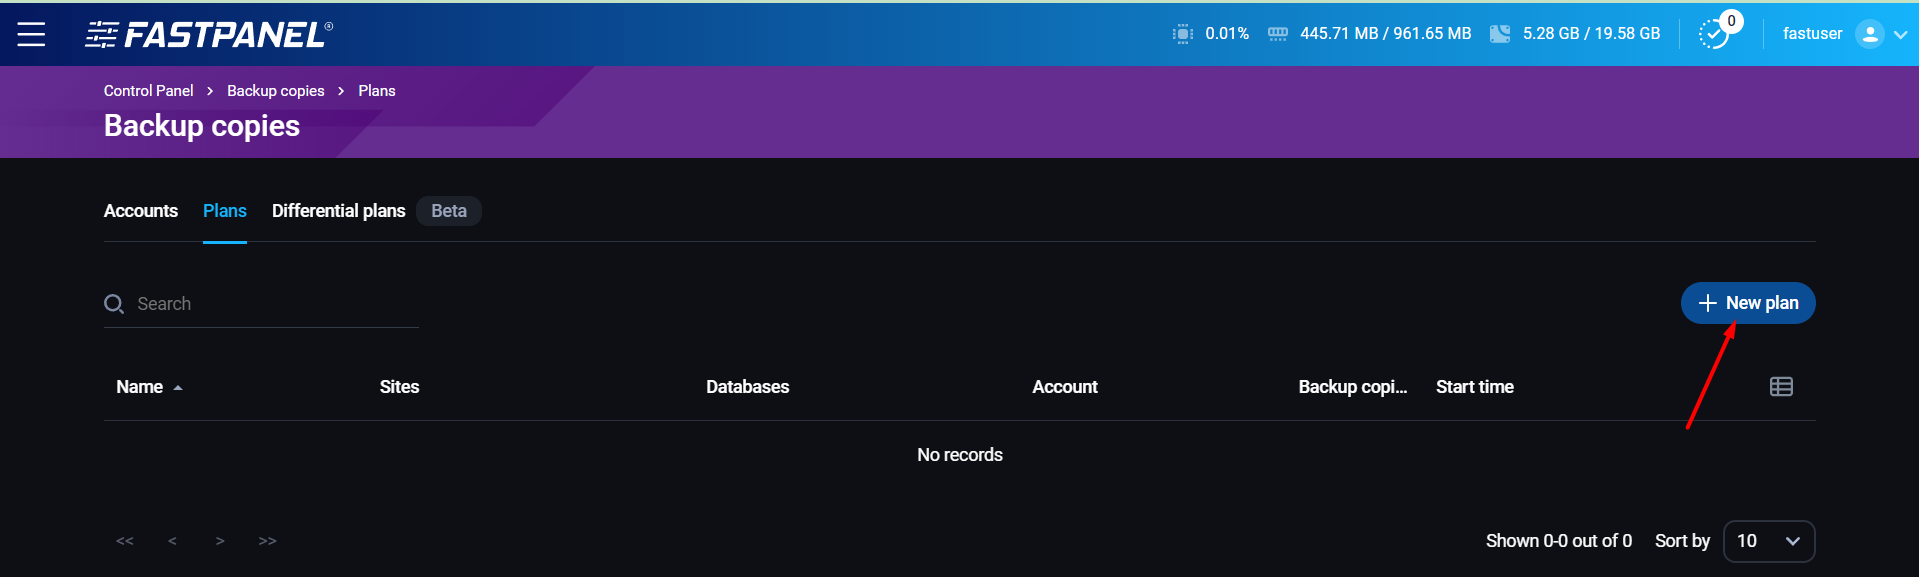 FASTPANEL®
0.01% 445.71 MB / 961.65 MB 5.28 GB / 19.58 GB 0 fastuser
Control Panel > Backup copies > Plans
Backup copies
Accounts Plans Differential plans Beta
Search
+ New plan
Name Sites Databases Account Backup copi... Start time
No records
<< < > >> Shown 0-0 out of 0 Sort by 10